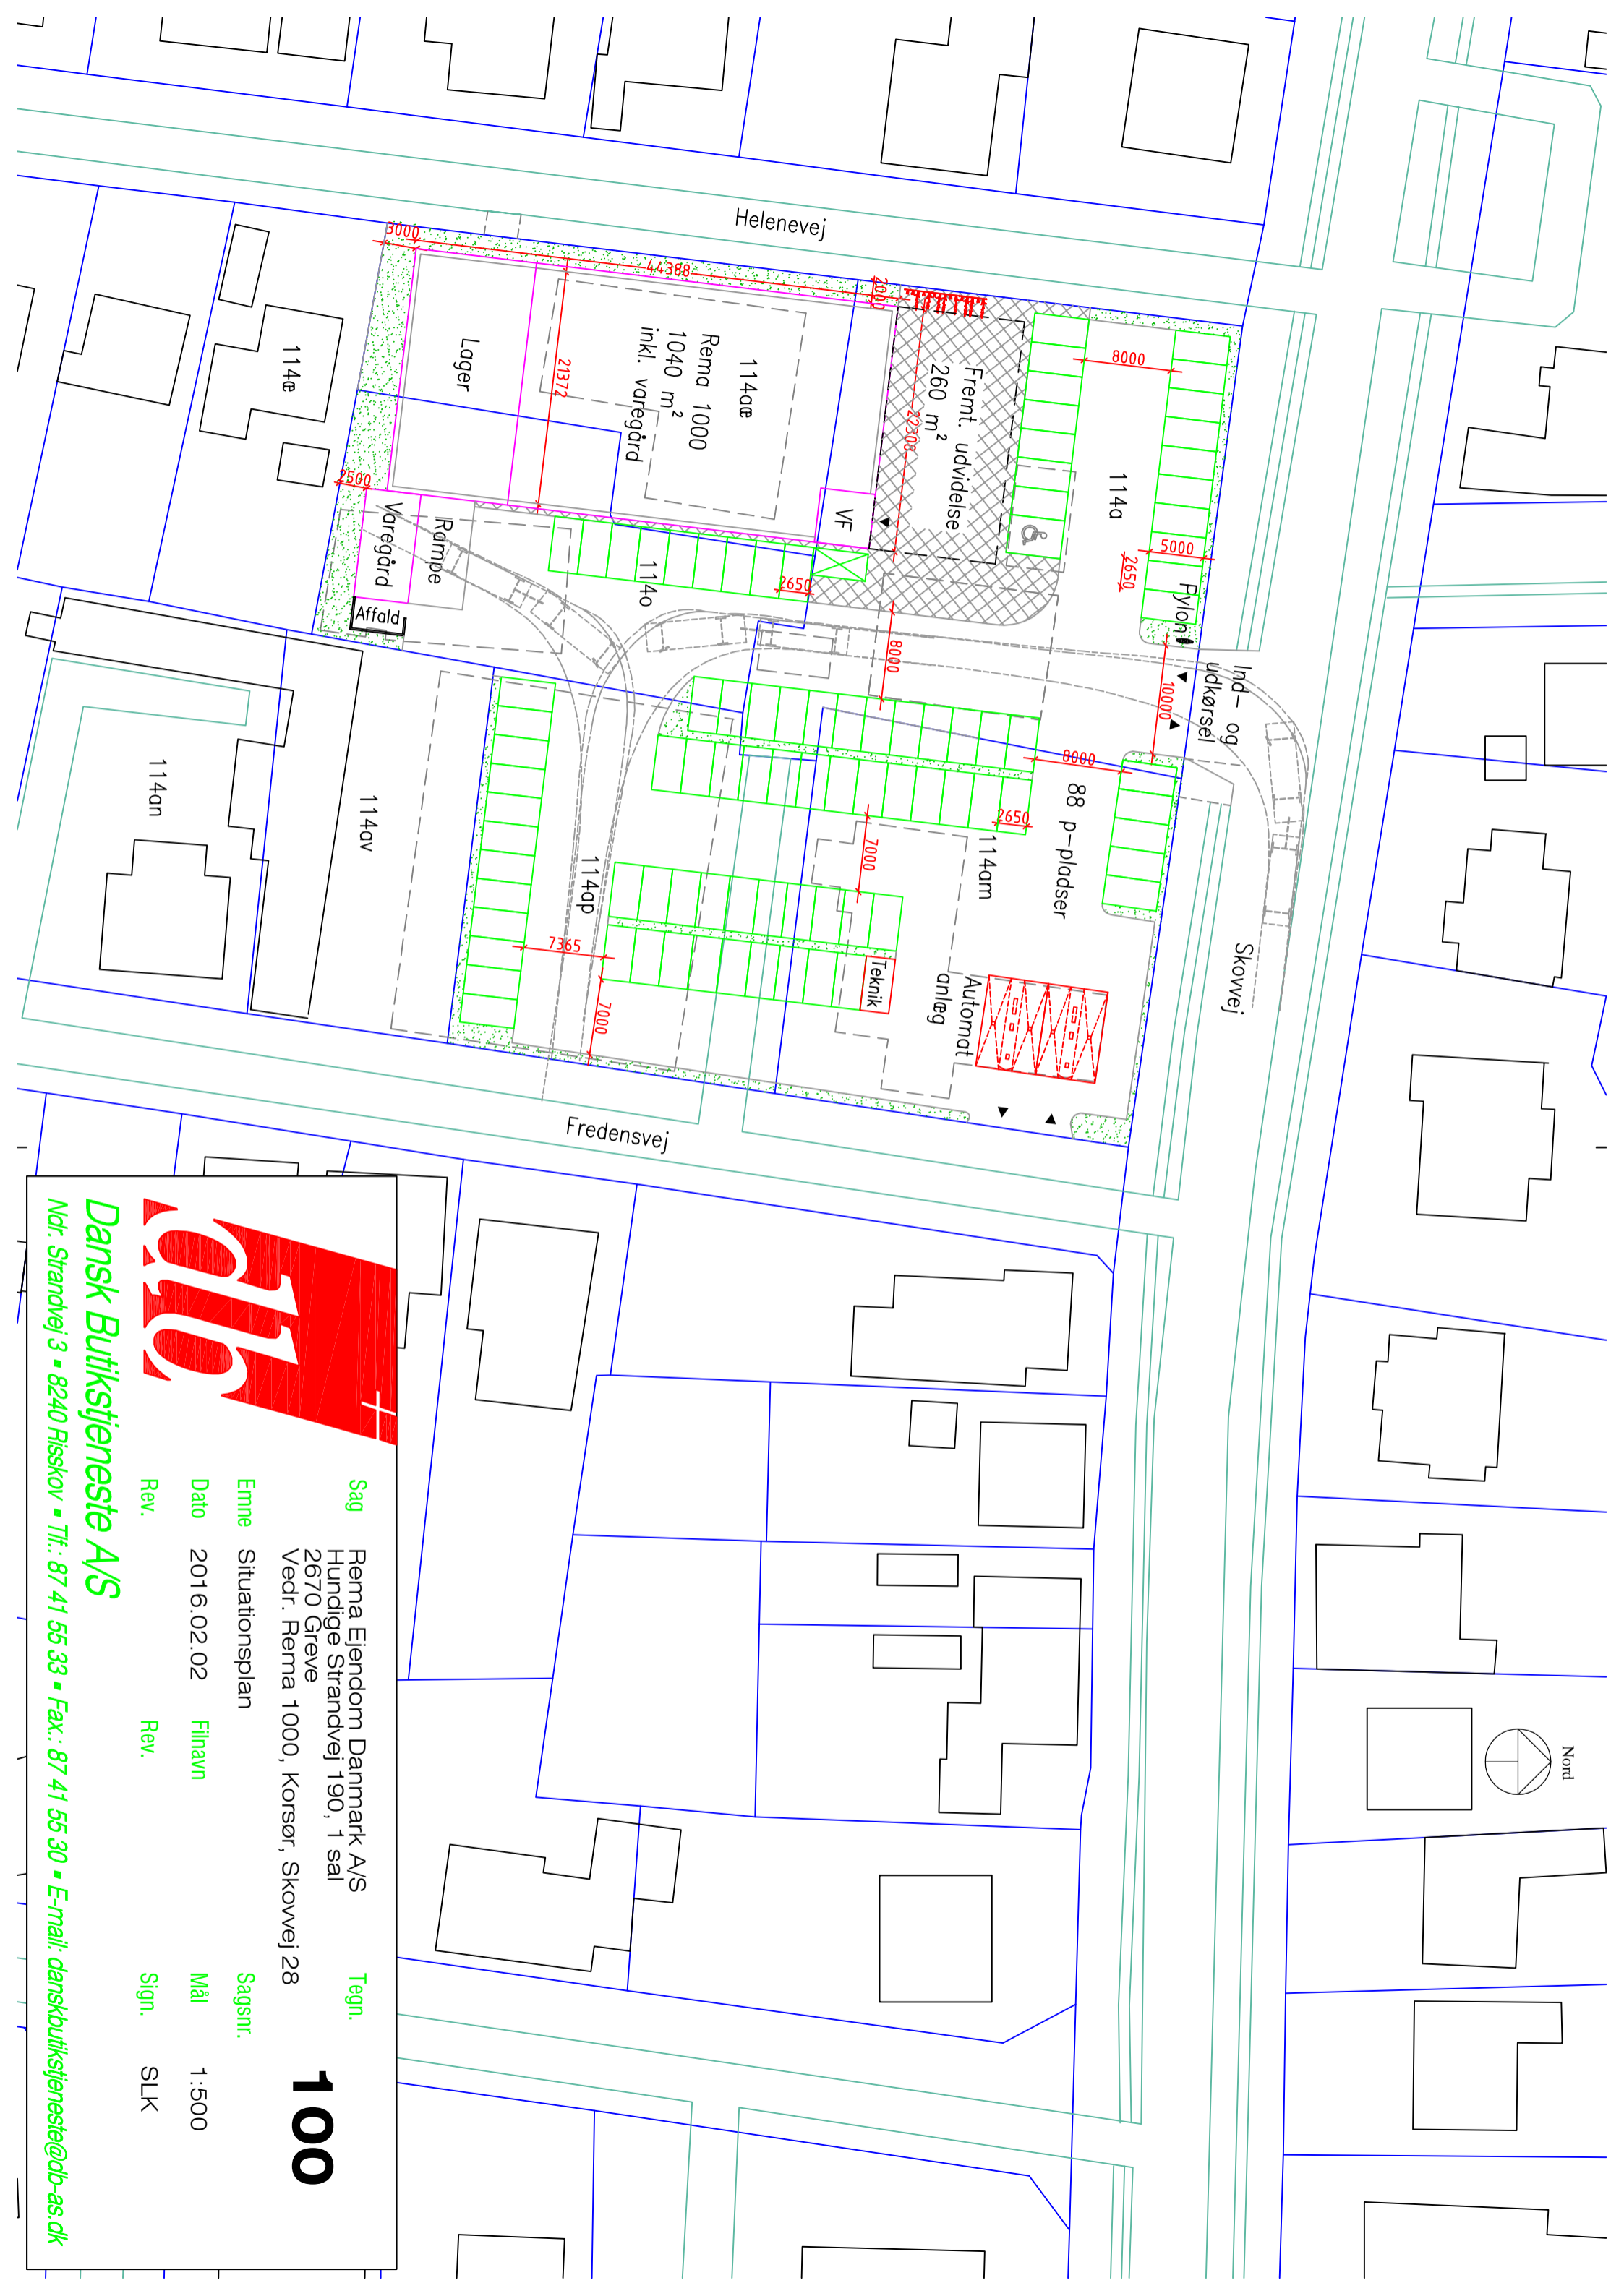 Helenevej
3000
44388
2000
21372
22308
8000
5000
2650
2650
2500
8000
10000
8000
2650
7000
7365
7000
114æ
Lager
114aæ
Rema 1000
1040 m²
inkl. varegård
Fremt. udvidelse
260 m²
114a
VF
Varegård
Rampe
Affald
114o
Pylon
Ind- og
udkørsel
88 p-pladser
114am
114an
114av
114ap
Teknik
Automat
anlæg
Skovvej
Fredensvej
Nord
db
Sag
Rema Ejendom Danmark A/S
Hundige Strandvej 190, 1 sal
2670 Greve
Vedr. Rema 1000, Korsør, Skovvej 28
Tegn.
100
Emne Situationsplan Sagsnr.
Dato 2016.02.02 Filnavn Mål 1:500
Rev. Rev. Sign. SLK
Dansk Butikstjeneste A/S
Ndr. Strandvej 3 ▪ 8240 Risskov ▪ Tlf.: 87 41 55 33 ▪ Fax.: 87 41 55 30 ▪ E-mail: danskbutikstjeneste@db-as.dk